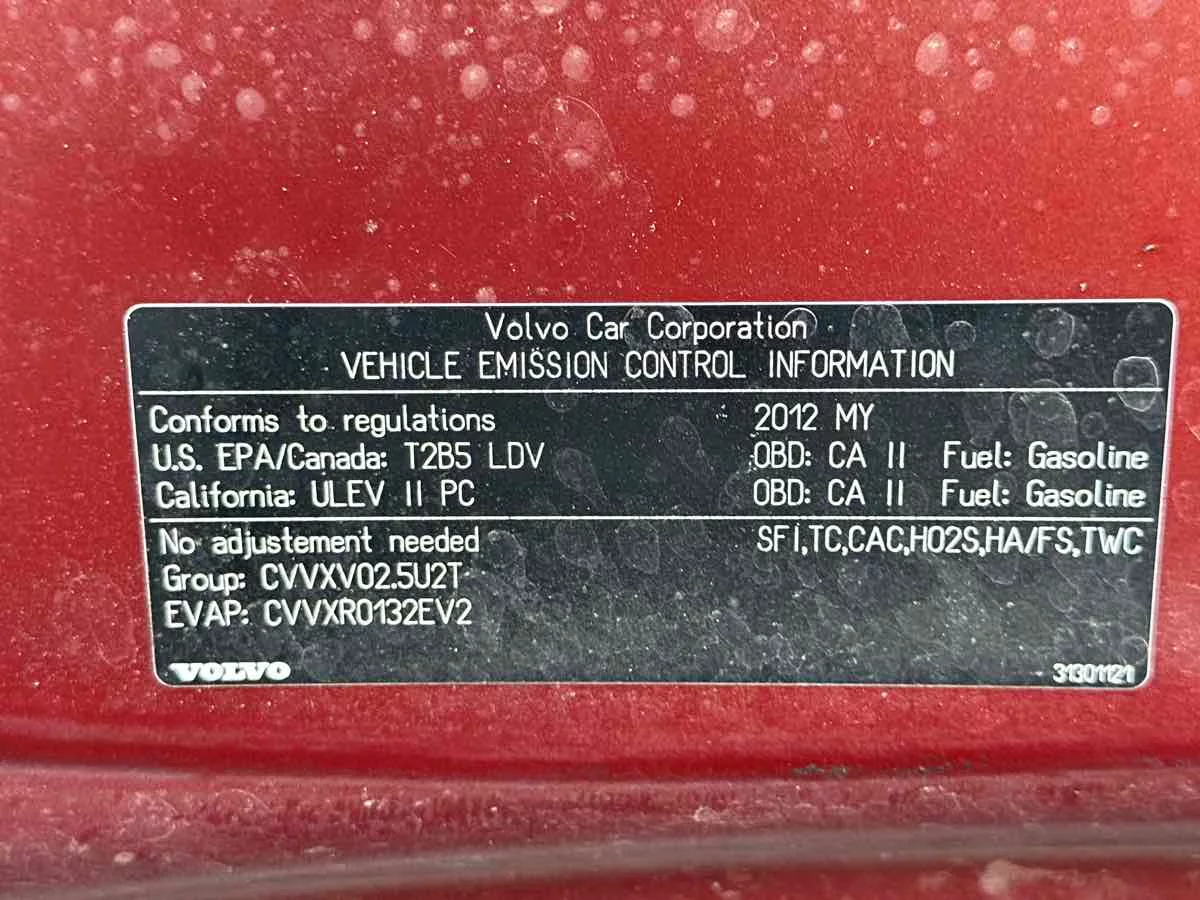 Volvo Car Corporation
VEHICLE EMISSION CONTROL INFORMATION
Conforms to regulations 2012 MY
U.S. EPA/Canada: T2B5 LDV OBD: CA II Fuel: Gasoline
California: ULEV II PC OBD: CA II Fuel: Gasoline
No adjustement needed SFI,TC,CAC,HO2S,HA/FS,TWC
Group: CVVXV02.5U2T
EVAP: CVVXR0132EV2
VOLVO 31301121